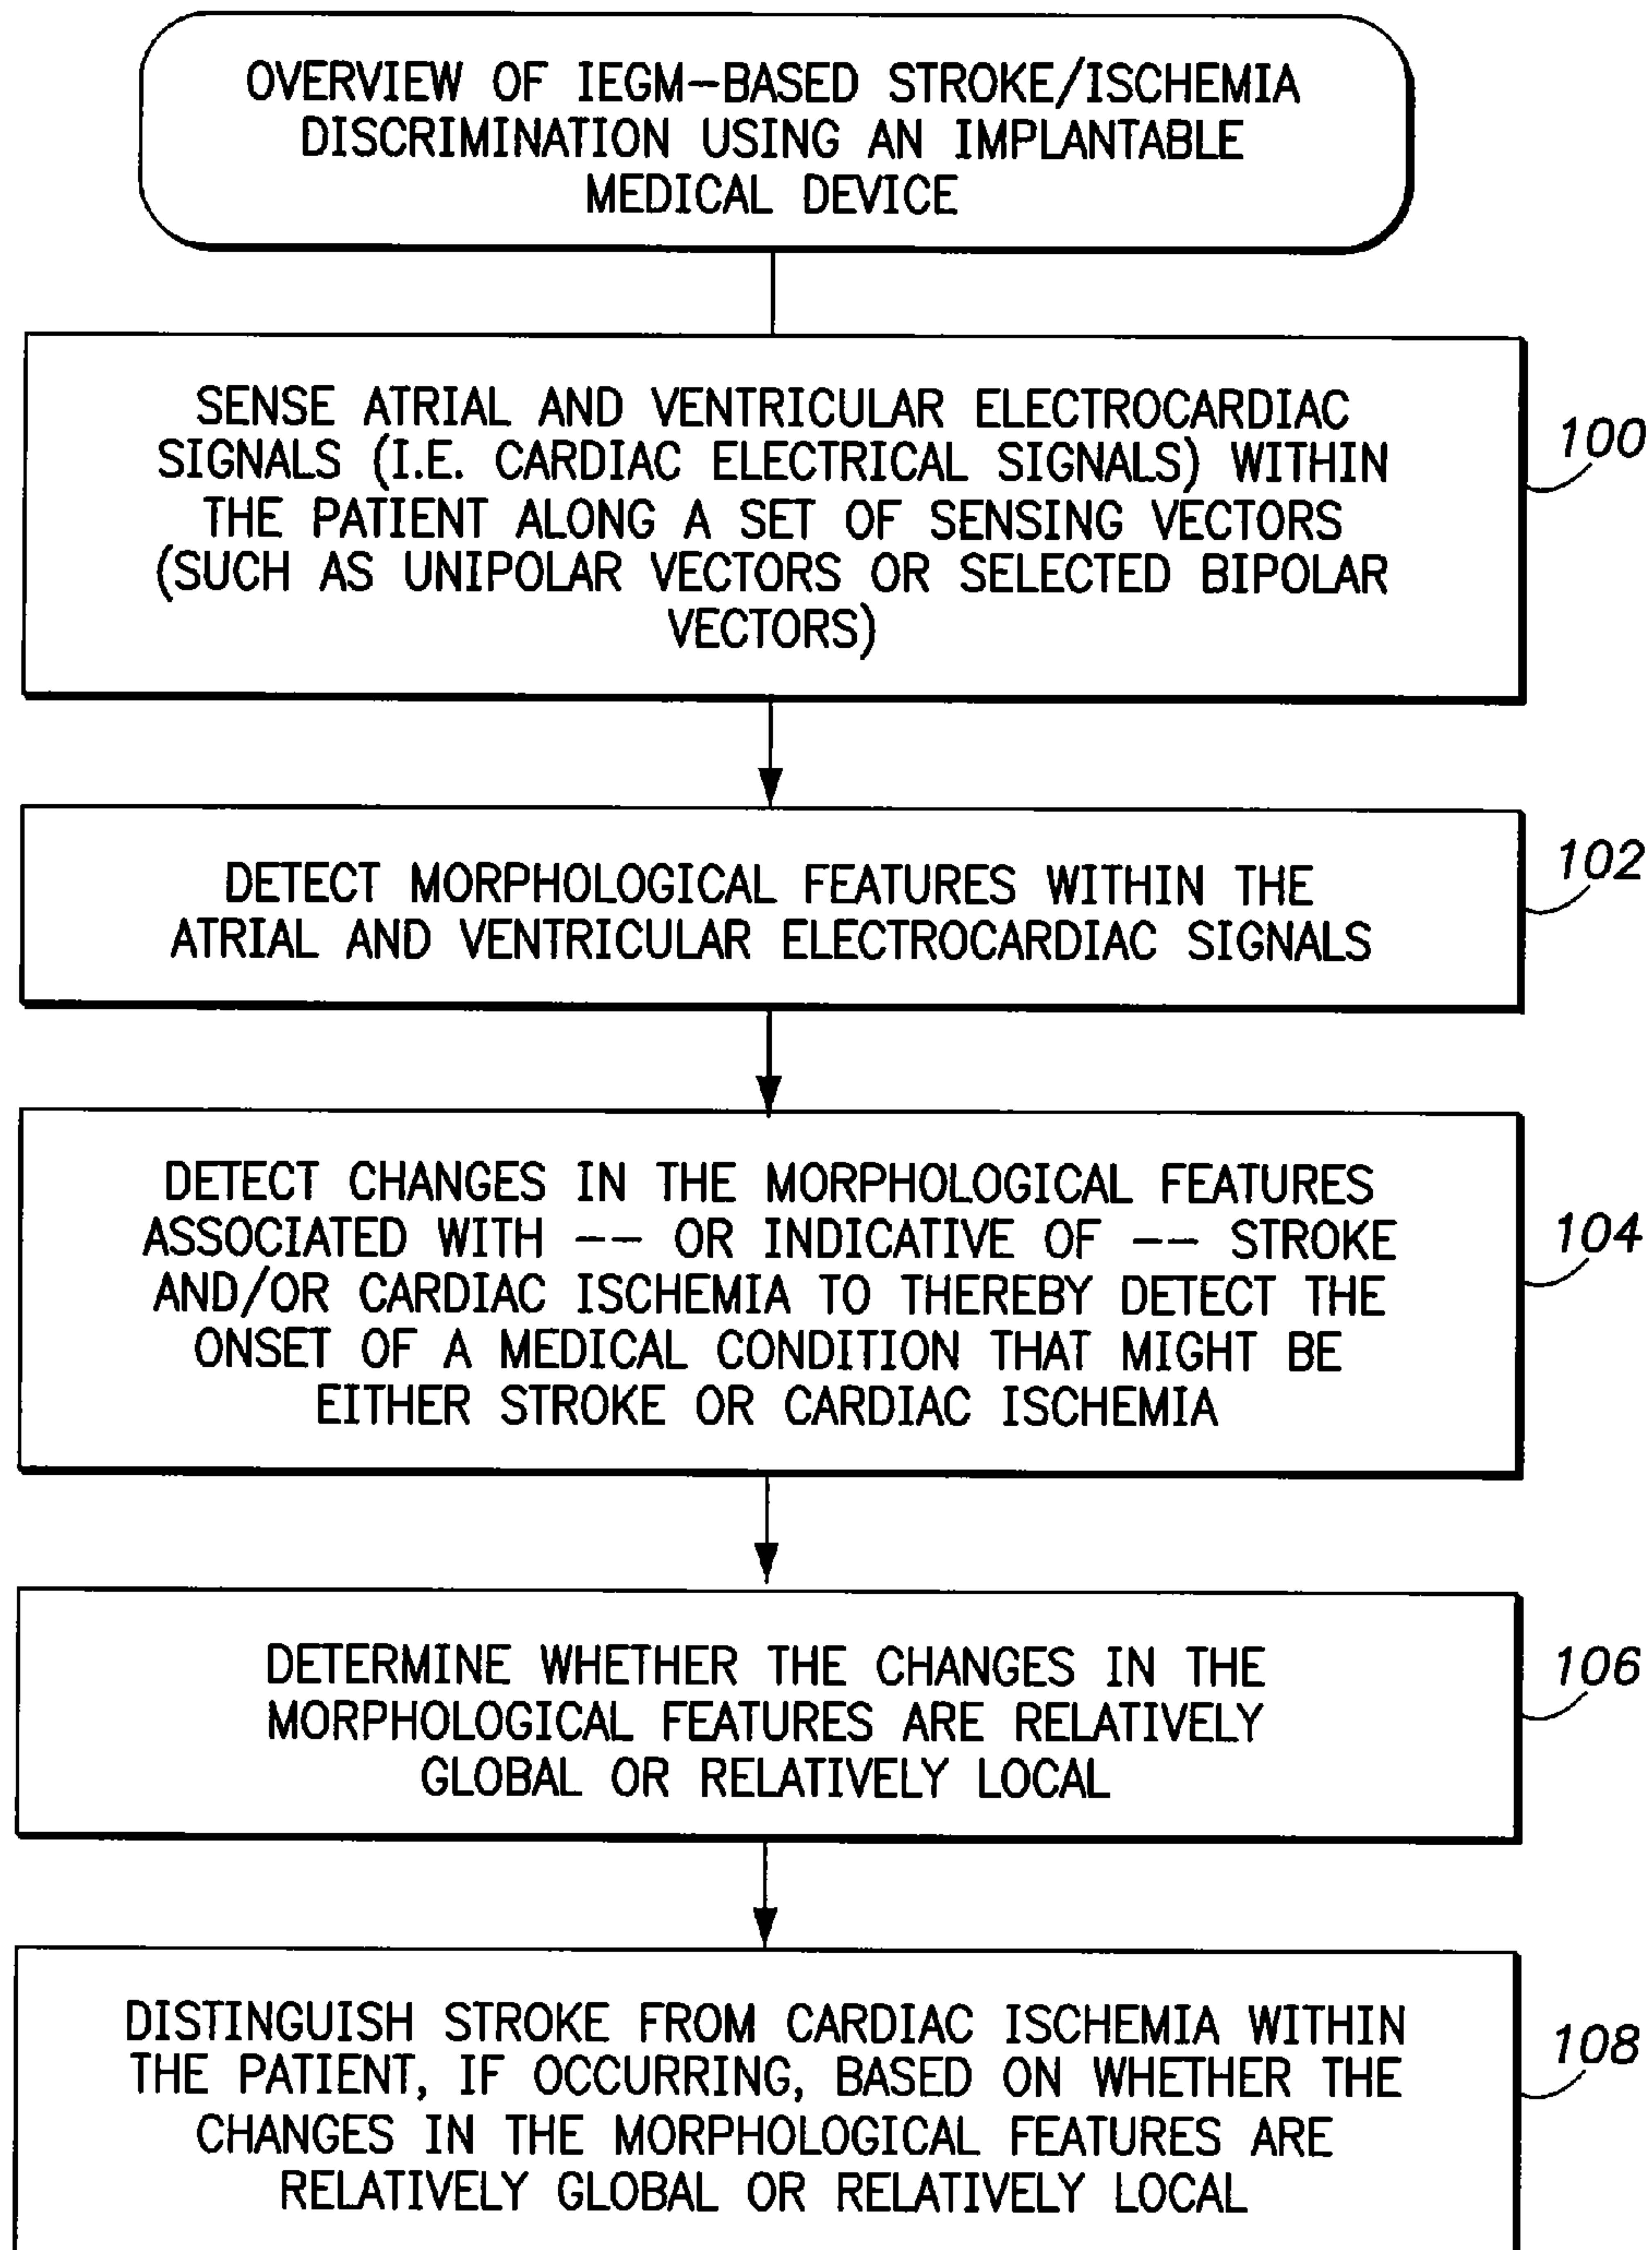 OVERVIEW OF IEGM-BASED STROKE/ISCHEMIA
DISCRIMINATION USING AN IMPLANTABLE
MEDICAL DEVICE
SENSE ATRIAL AND VENTRICULAR ELECTROCARDIAC
SIGNALS (I.E. CARDIAC ELECTRICAL SIGNALS) WITHIN
THE PATIENT ALONG A SET OF SENSING VECTORS
(SUCH AS UNIPOLAR VECTORS OR SELECTED BIPOLAR
VECTORS)
100
DETECT MORPHOLOGICAL FEATURES WITHIN THE
ATRIAL AND VENTRICULAR ELECTROCARDIAC SIGNALS
102
DETECT CHANGES IN THE MORPHOLOGICAL FEATURES
ASSOCIATED WITH -- OR INDICATIVE OF -- STROKE
AND/OR CARDIAC ISCHEMIA TO THEREBY DETECT THE
ONSET OF A MEDICAL CONDITION THAT MIGHT BE
EITHER STROKE OR CARDIAC ISCHEMIA
104
DETERMINE WHETHER THE CHANGES IN THE
MORPHOLOGICAL FEATURES ARE RELATIVELY
GLOBAL OR RELATIVELY LOCAL
106
DISTINGUISH STROKE FROM CARDIAC ISCHEMIA WITHIN
THE PATIENT, IF OCCURRING, BASED ON WHETHER THE
CHANGES IN THE MORPHOLOGICAL FEATURES ARE
RELATIVELY GLOBAL OR RELATIVELY LOCAL
108